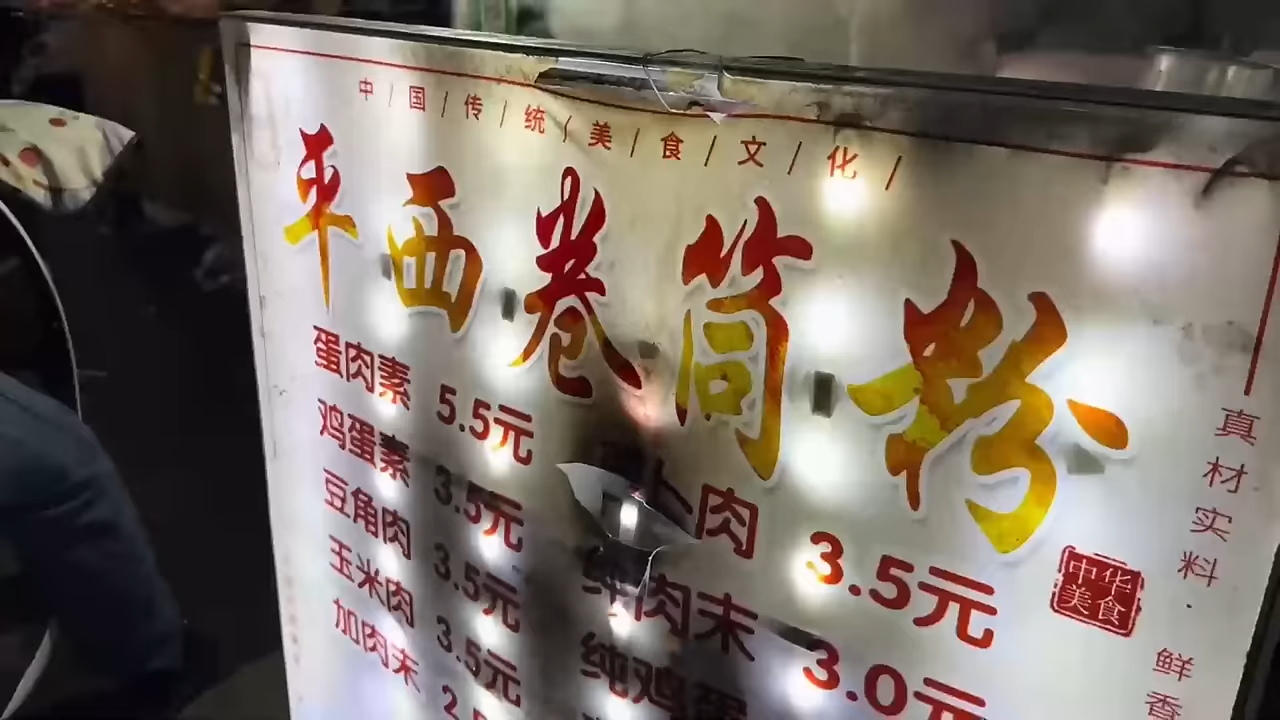 中/国/传/统/美/食/文/化/
平西卷筒粉
蛋肉素 5.5元
鸡蛋素 3.5元
豆角肉 3.5元
玉米肉 3.5元
加肉末
肉 3.5元
纯肉末 3.0元
纯鸡蛋
中华美食
真材实料·鲜香